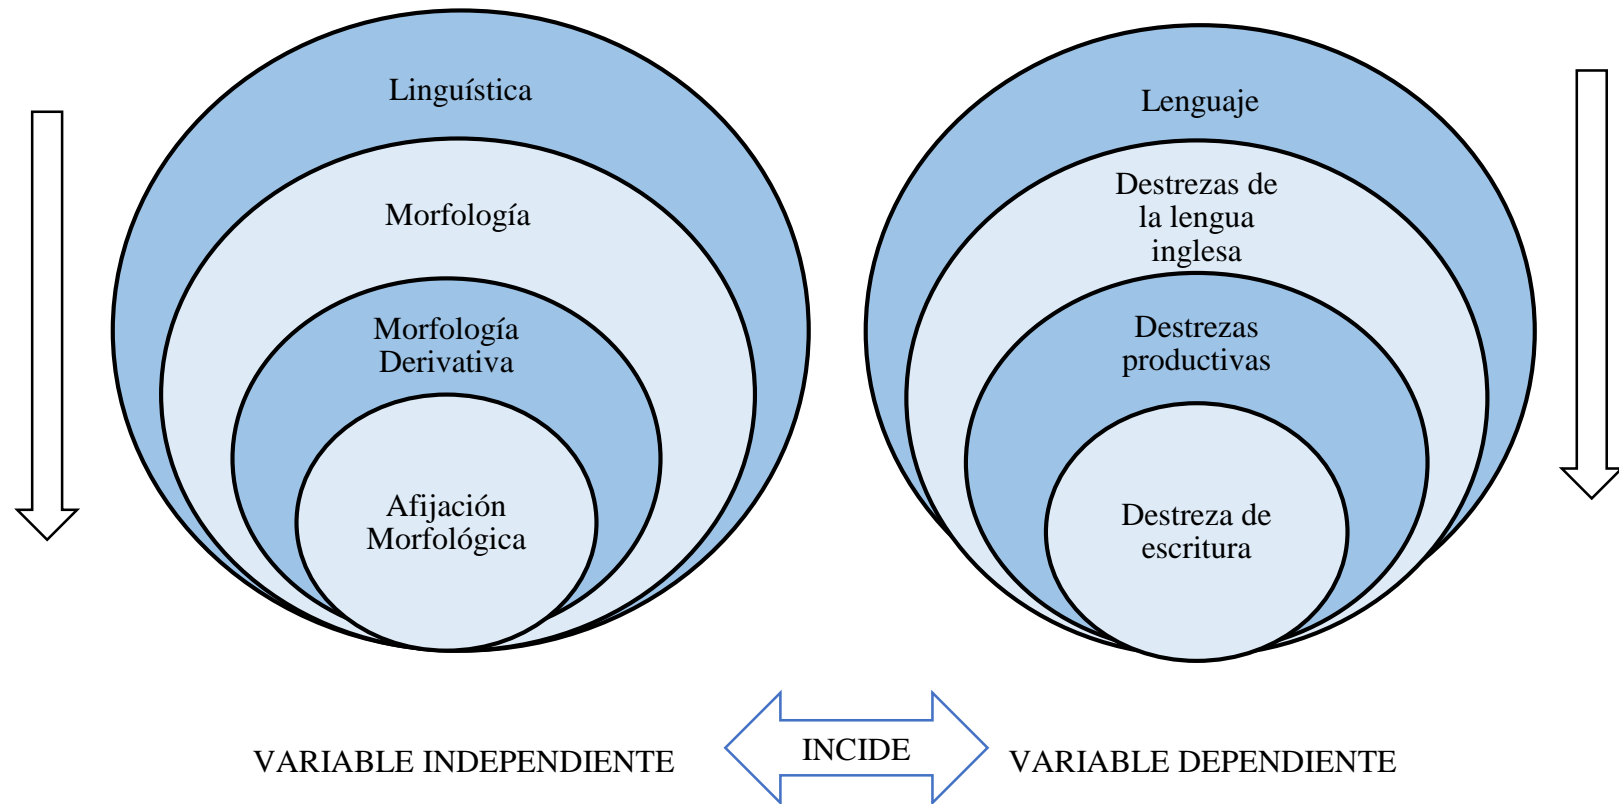 Linguística
Morfología
Morfología
Derivativa
Afijación
Morfológica
Lenguaje
Destrezas de
la lengua
inglesa
Destrezas
productivas
Destreza de
escritura
VARIABLE INDEPENDIENTE
INCIDE
VARIABLE DEPENDIENTE